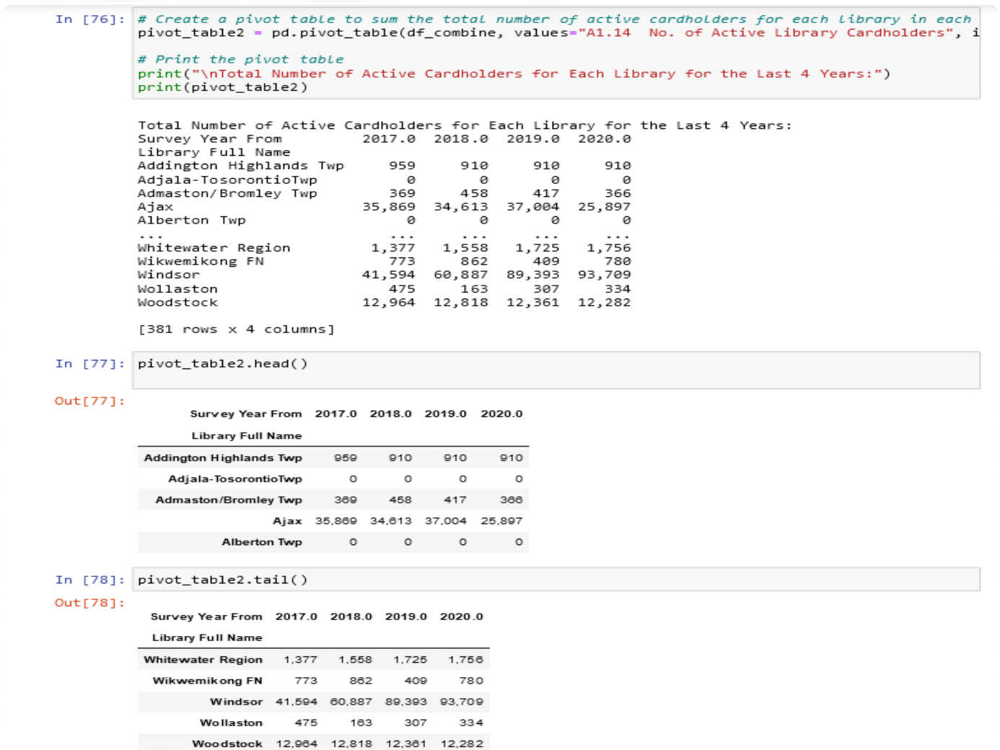 In [76]: # Create a pivot table to sum the total number of active cardholders for each library in each
pivot_table2 = pd.pivot_table(df_combine, values="A1.14  No. of Active Library Cardholders", i
# Print the pivot table
print("\nTotal Number of Active Cardholders for Each Library for the Last 4 Years:")
print(pivot_table2)
Total Number of Active Cardholders for Each Library for the Last 4 Years:
Survey Year From 2017.0 2018.0 2019.0 2020.0
Library Full Name
Addington Highlands Twp 959 910 910 910
Adjala-TosorontioTwp 0 0 0 0
Admaston/Bromley Twp 369 458 417 366
Ajax 35,869 34,613 37,004 25,897
Alberton Twp 0 0 0 0
... ... ... ... ...
Whitewater Region 1,377 1,558 1,725 1,756
Wikwemikong FN 773 862 409 780
Windsor 41,594 60,887 89,393 93,709
Wollaston 475 163 307 334
Woodstock 12,964 12,818 12,361 12,282
[381 rows x 4 columns]
In [77]: pivot_table2.head()
Out[77]:
Survey Year From 2017.0 2018.0 2019.0 2020.0
Library Full Name
Addington Highlands Twp 959 910 910 910
Adjala-TosorontioTwp 0 0 0 0
Admaston/Bromley Twp 369 458 417 366
Ajax 35,869 34,613 37,004 25,897
Alberton Twp 0 0 0 0
In [78]: pivot_table2.tail()
Out[78]:
Survey Year From 2017.0 2018.0 2019.0 2020.0
Library Full Name
Whitewater Region 1,377 1,558 1,725 1,756
Wikwemikong FN 773 862 409 780
Windsor 41,594 60,887 89,393 93,709
Wollaston 475 163 307 334
Woodstock 12,964 12,818 12,361 12,282